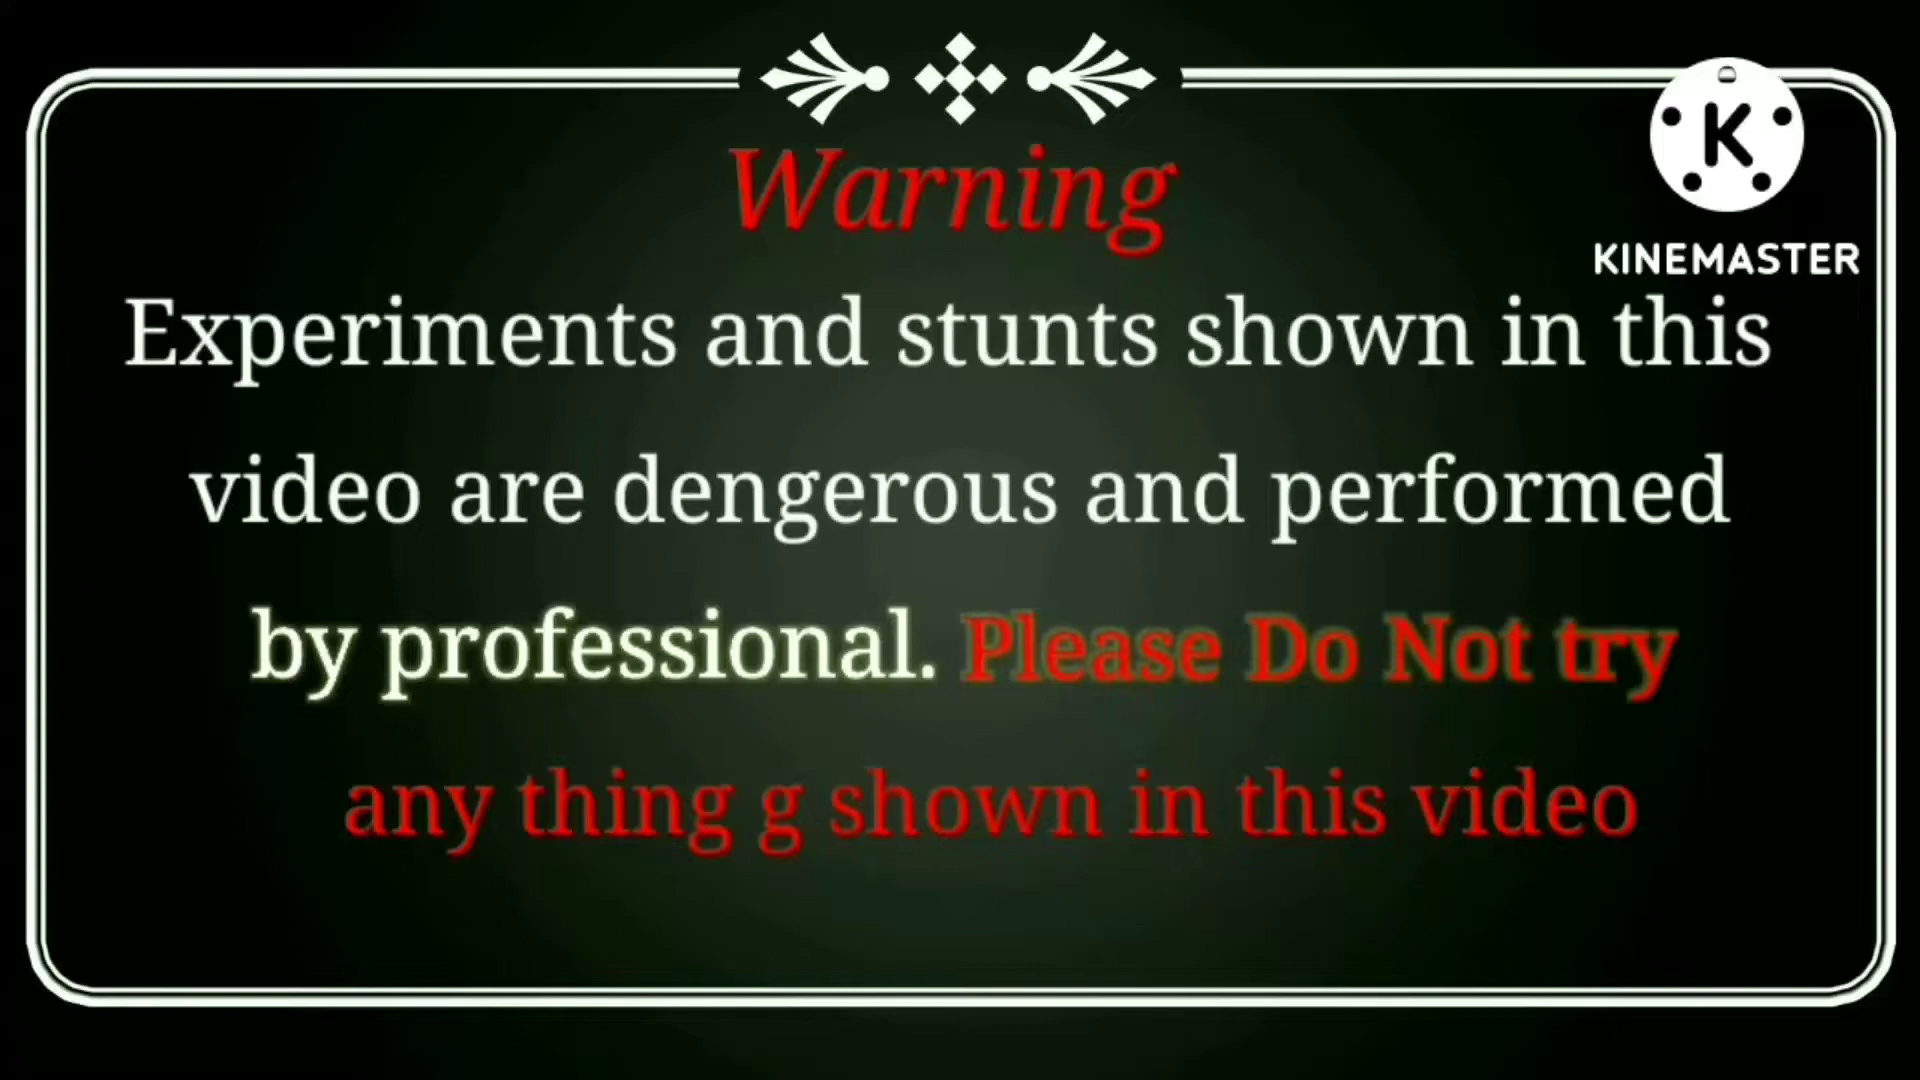 Warning
K
KINEMASTER
Experiments and stunts shown in this
video are dengerous and performed
by professional. Please Do Not try
any thing g shown in this video